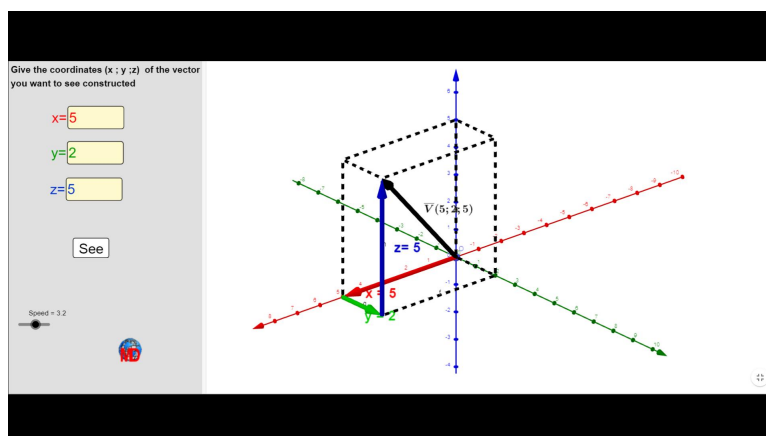 Give the coordinates (x ; y ;z)  of the vector
you want to see constructed
x=5
y=2
z=5
See
Speed = 3.2
MD
V(5; 2; 5)
z= 5
x = 5
y = 2